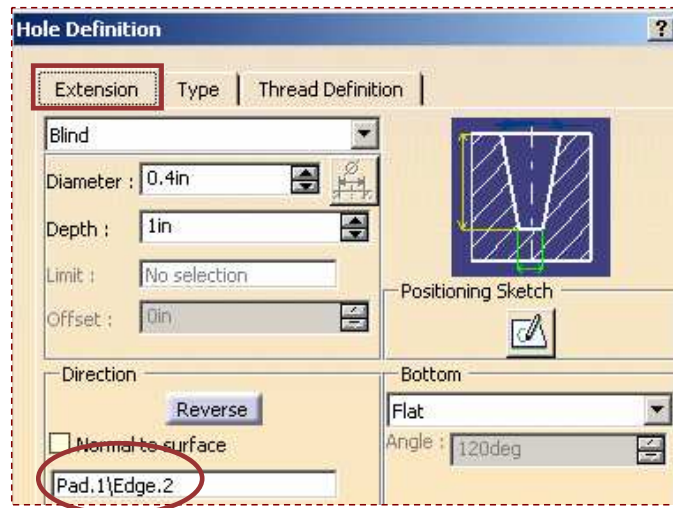 Hole Definition ?
Extension Type Thread Definition
Blind
Diameter : 0.4in
Depth : 1in
Limit : No selection
Offset : 0in
Positioning Sketch
Direction
Reverse
Normal to surface
Pad.1\Edge.2
Bottom
Flat
Angle : 120deg